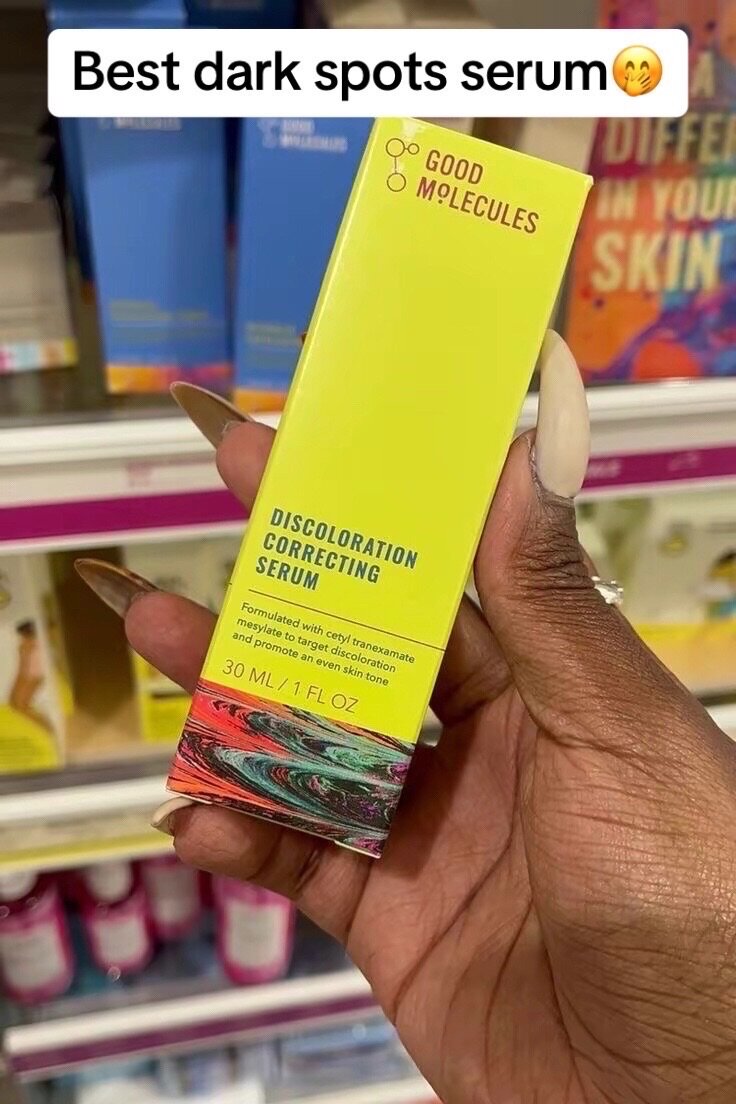 Best dark spots serum🤭
GOOD
MOLECULES
DIFFE
IN YOUR
SKIN
DISCOLORATION
CORRECTING
SERUM
Formulated with cetyl tranexamate
mesylate to target discoloration
and promote an even skin tone
30 ML / 1 FL OZ